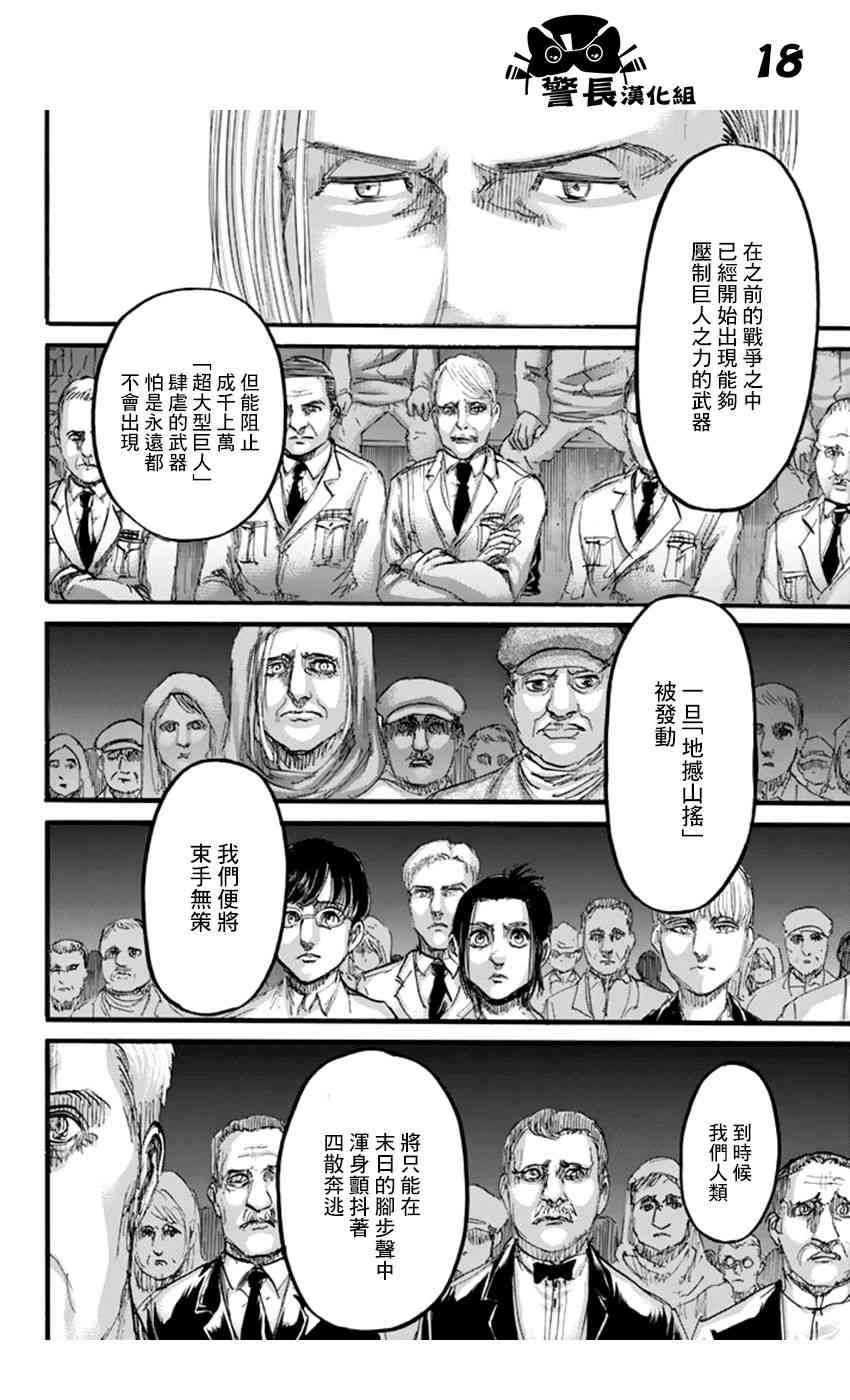 警長漢化組
18
在之前的戰爭之中
已經開始出現能夠
壓制巨人之力的武器
但能阻止
成千上萬
「超大型巨人」
肆虐的武器
怕是永遠都
不會出現
一旦「地撼山搖」
被發動
我們便將
束手無策
到時候
我們人類
將只能在
末日的腳步聲中
渾身顫抖著
四散奔逃